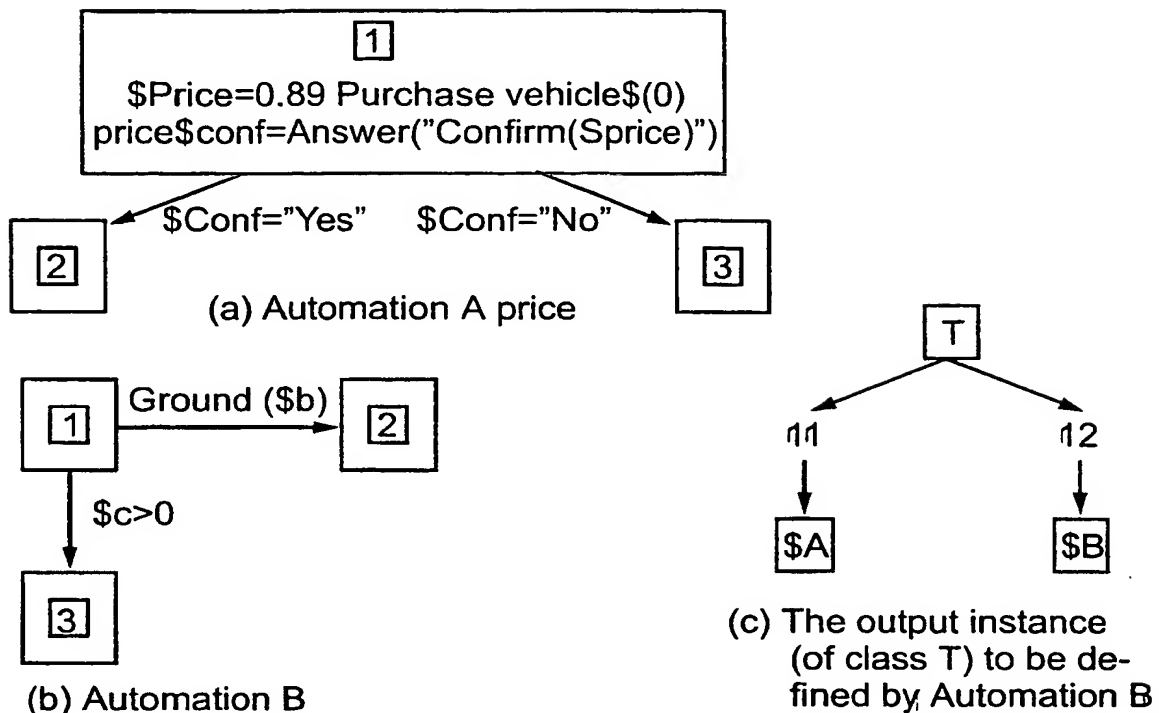 1
$Price=0.89 Purchase vehicle$(0)
price$conf=Answer("Confirm(Sprice)")
$Conf="Yes" $Conf="No"
2
3
(a) Automation A price
T
1
Ground ($b)
2
11
12
$c>0
$A
$B
3
(c) The output instance
(of class T) to be de-
fined by Automation B
(b) Automation B